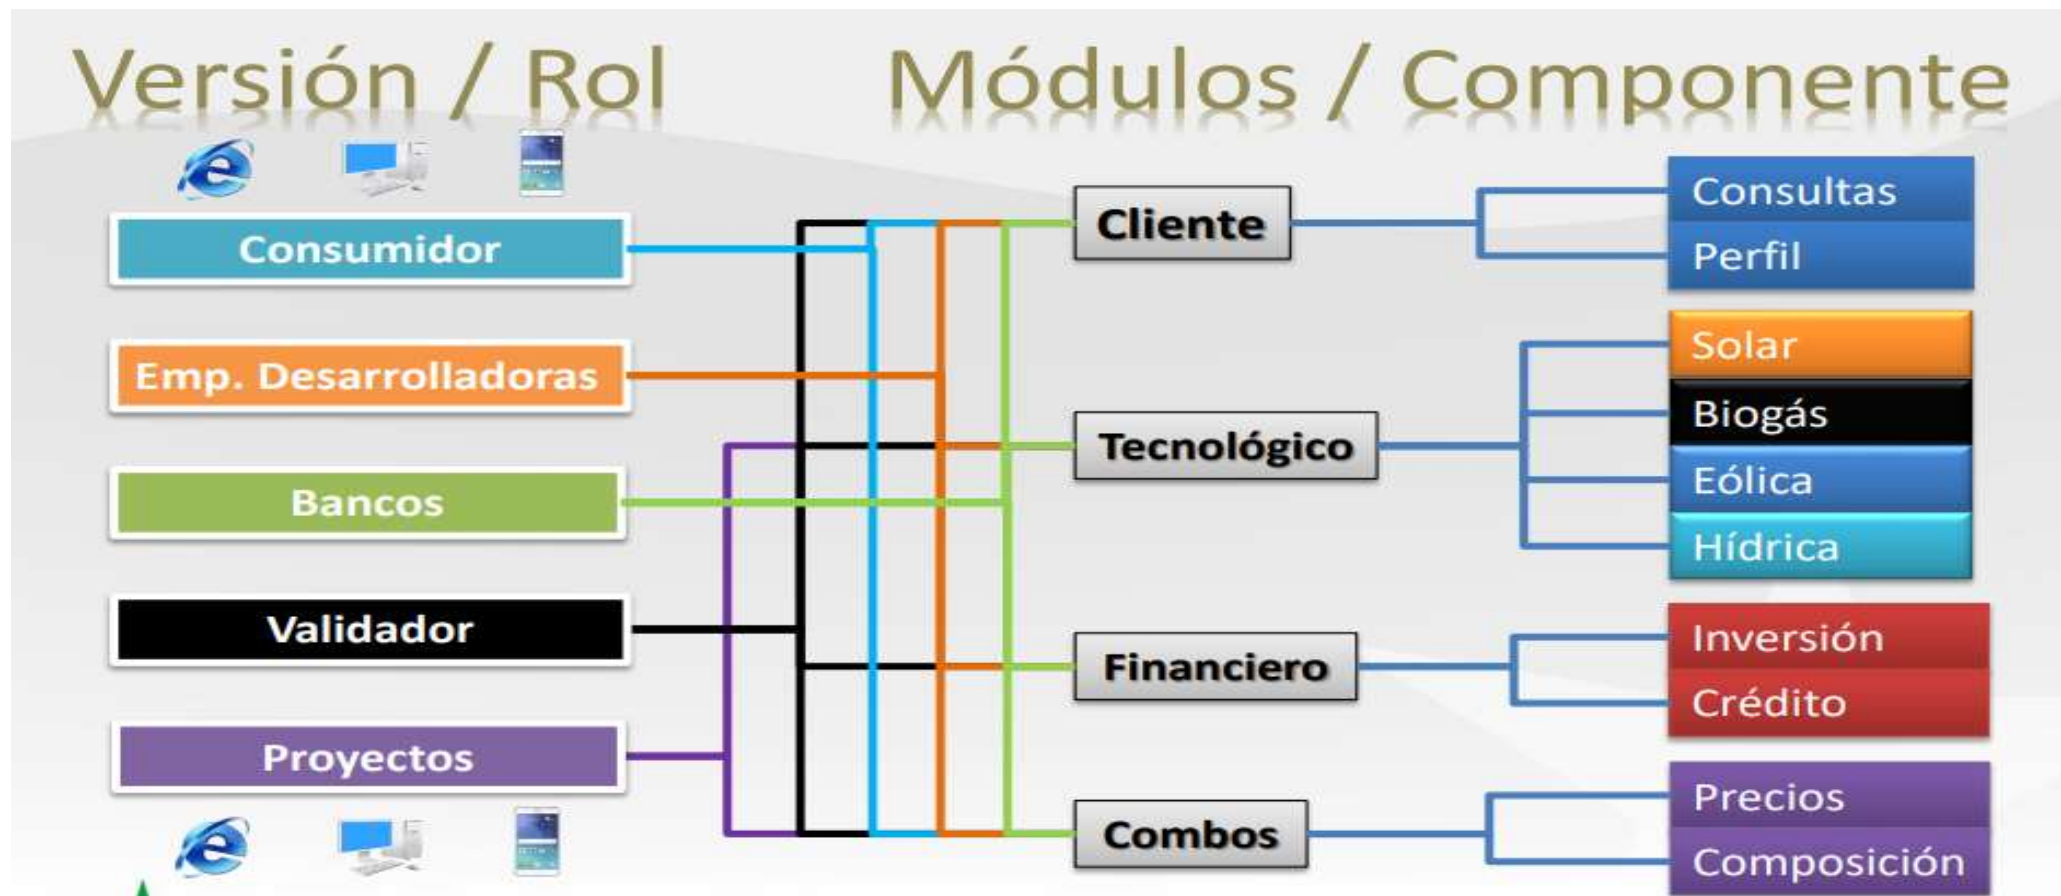 Versión / Rol
Módulos / Componente
Consumidor
Emp. Desarrolladoras
Bancos
Validador
Proyectos
Cliente
Tecnológico
Financiero
Combos
Consultas
Perfil
Solar
Biogás
Eólica
Hídrica
Inversión
Crédito
Precios
Composición